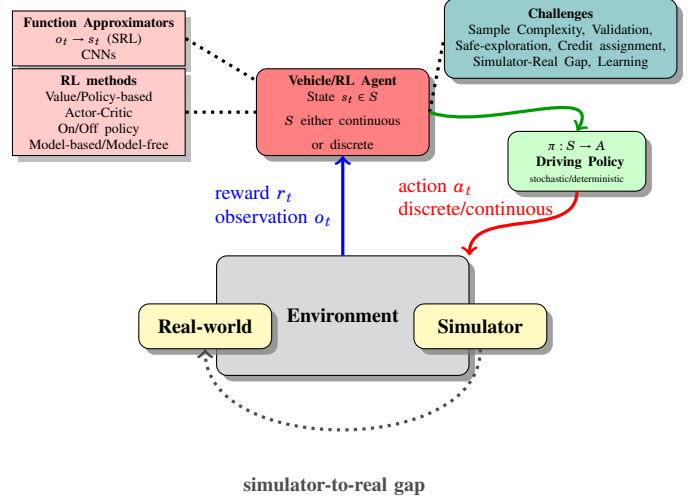 Function Approximators
o_t → s_t (SRL)
CNNs
RL methods
Value/Policy-based
Actor-Critic
On/Off policy
Model-based/Model-free
Vehicle/RL Agent
State s_t ∈ S
S either continuous
or discrete
Challenges
Sample Complexity, Validation,
Safe-exploration, Credit assignment,
Simulator-Real Gap, Learning
π : S → A
Driving Policy
stochastic/deterministic
reward r_t
observation o_t
action a_t
discrete/continuous
Environment
Real-world
Simulator
simulator-to-real gap